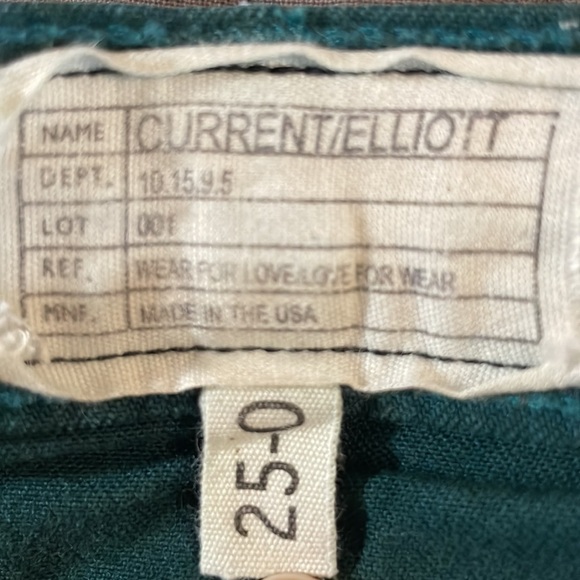 NAME CURRENT/ELLIOTT
DEPT. 10.15.9.5
LOT 001
REF. WEAR FOR LOVE/LOVE FOR WEAR
MNF. MADE IN THE USA
25-0